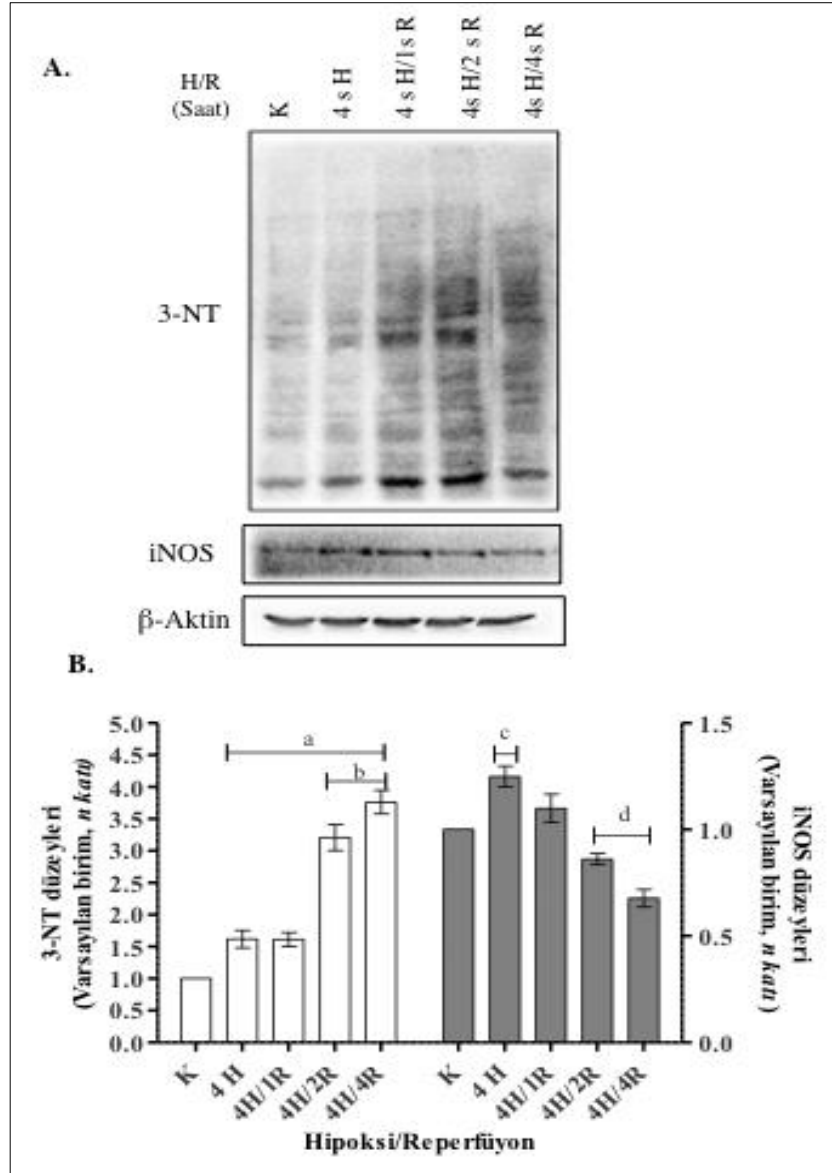 A.
H/R
(Saat)
K
4 s H
4 s H/1s R
4s H/2 s R
4s H/4s R
3-NT
iNOS
β-Aktin
B.
3-NT düzeyleri
(Varsayılan birim, n katı)
5.0
4.5
4.0
3.5
3.0
2.5
2.0
1.5
1.0
0.5
0.0
a
b
c
d
1.5
1.0
0.5
0.0
iNOS düzeyleri
(Varsayılan birim, n katı)
K
4 H
4H/1R
4H/2R
4H/4R
K
4 H
4H/1R
4H/2R
4H/4R
Hipoksi/Reperfüyon